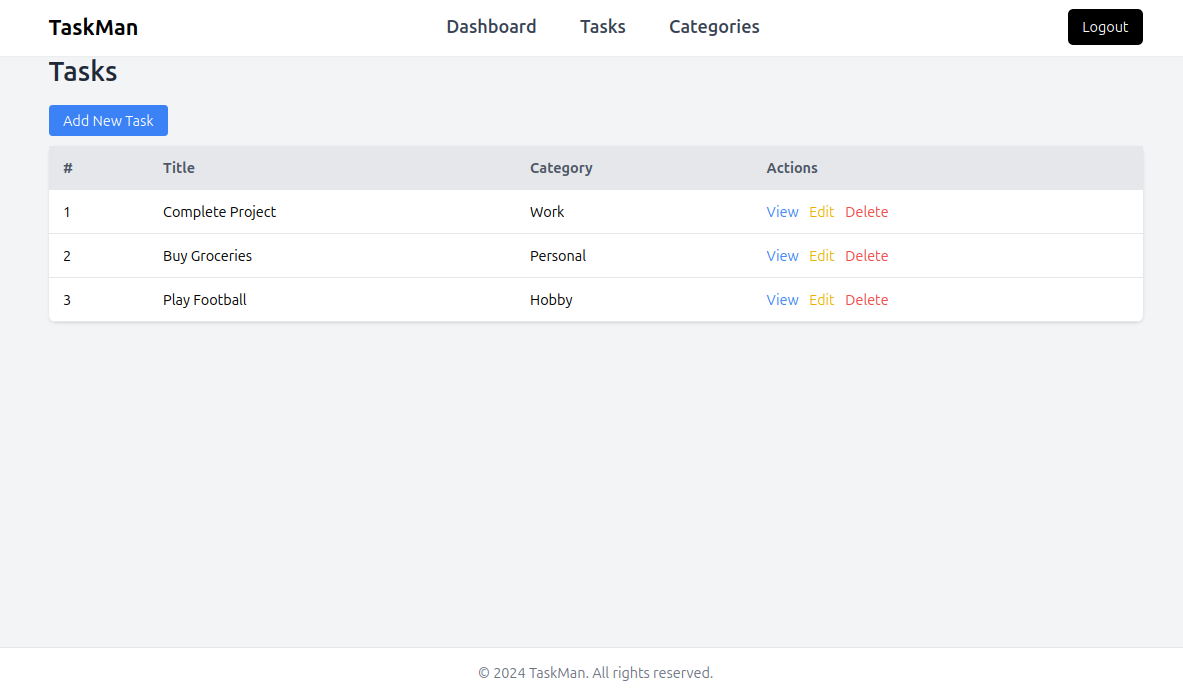 TaskMan Dashboard Tasks Categories Logout
Tasks
Add New Task
# Title Category Actions
1 Complete Project Work View Edit Delete
2 Buy Groceries Personal View Edit Delete
3 Play Football Hobby View Edit Delete
© 2024 TaskMan. All rights reserved.